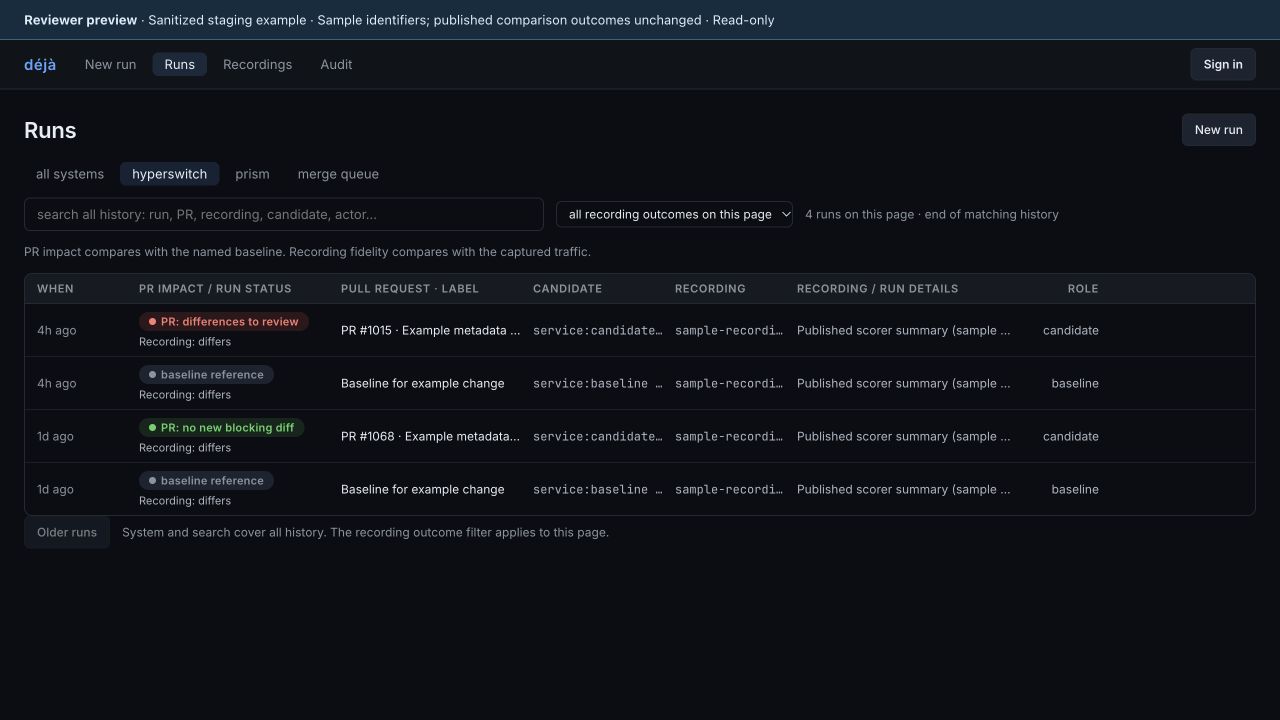 Reviewer preview · Sanitized staging example · Sample identifiers; published comparison outcomes unchanged · Read-only
déjà New run Runs Recordings Audit Sign in
Runs New run
all systems hyperswitch prism merge queue
search all history: run, PR, recording, candidate, actor... all recording outcomes on this page 4 runs on this page · end of matching history
PR impact compares with the named baseline. Recording fidelity compares with the captured traffic.
WHEN PR IMPACT / RUN STATUS PULL REQUEST · LABEL CANDIDATE RECORDING RECORDING / RUN DETAILS ROLE
4h ago PR: differences to review PR #1015 · Example metadata ... service:candidate… sample-recordi… Published scorer summary (sample ... candidate
Recording: differs
4h ago baseline reference Baseline for example change service:baseline … sample-recordi… Published scorer summary (sample ... baseline
Recording: differs
1d ago PR: no new blocking diff PR #1068 · Example metadata... service:candidate… sample-recordi… Published scorer summary (sample ... candidate
Recording: differs
1d ago baseline reference Baseline for example change service:baseline … sample-recordi… Published scorer summary (sample ... baseline
Recording: differs
Older runs System and search cover all history. The recording outcome filter applies to this page.